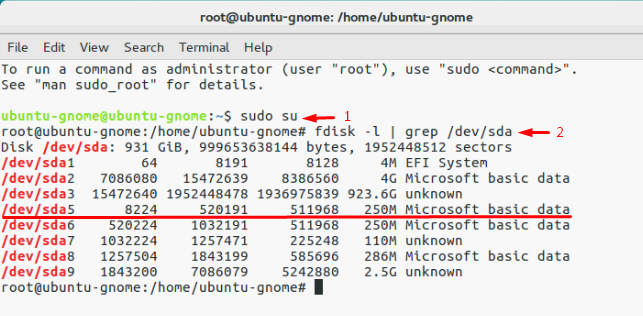 root@ubuntu-gnome: /home/ubuntu-gnome
File Edit View Search Terminal Help
To run a command as administrator (user "root"), use "sudo <command>".
See "man sudo_root" for details.
ubuntu-gnome@ubuntu-gnome:~$ sudo su 1
root@ubuntu-gnome:/home/ubuntu-gnome# fdisk -l | grep /dev/sda 2
Disk /dev/sda: 931 GiB, 999653638144 bytes, 1952448512 sectors
/dev/sda1 64 8191 8128 4M EFI System
/dev/sda2 7086080 15472639 8386560 4G Microsoft basic data
/dev/sda3 15472640 1952448478 1936975839 923.6G unknown
/dev/sda5 8224 520191 511968 250M Microsoft basic data
/dev/sda6 520224 1032191 511968 250M Microsoft basic data
/dev/sda7 1032224 1257471 225248 110M unknown
/dev/sda8 1257504 1843199 585696 286M Microsoft basic data
/dev/sda9 1843200 7086079 5242880 2.5G unknown
root@ubuntu-gnome:/home/ubuntu-gnome#